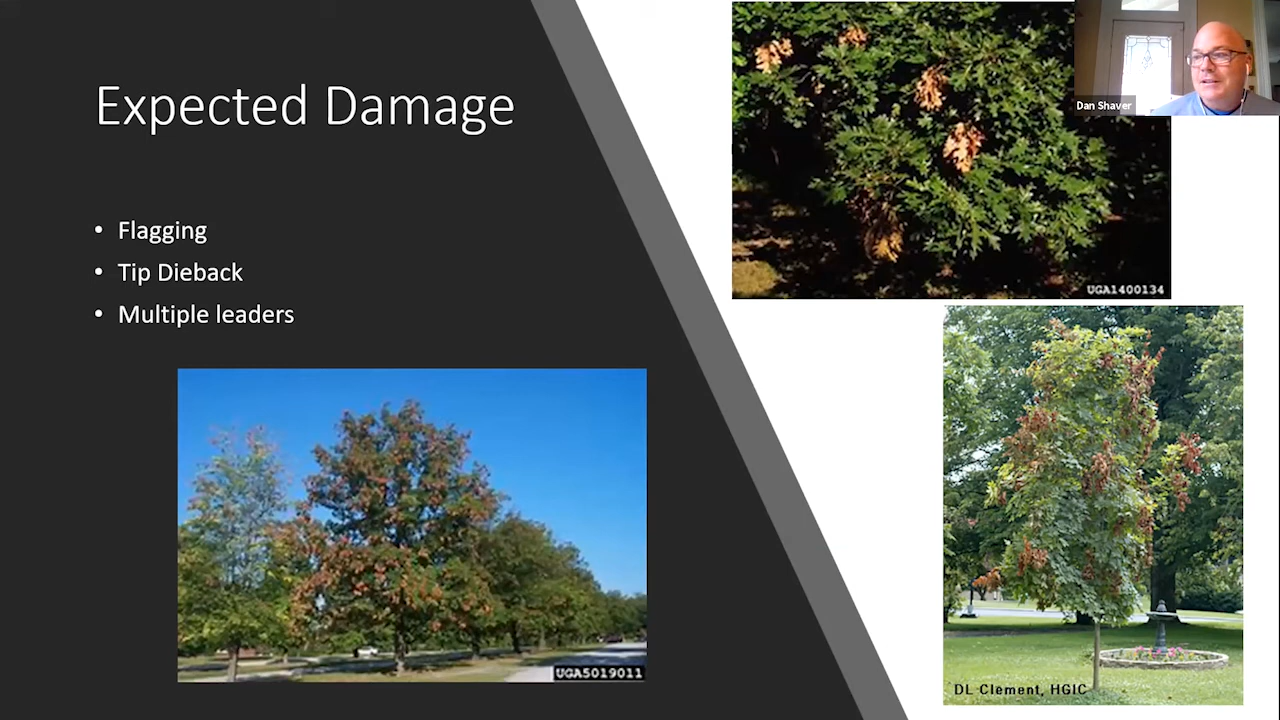 Expected Damage
• Flagging
• Tip Dieback
• Multiple leaders
UGA5019011
UGA1400134
Dan Shaver
DL Clement, HGIC